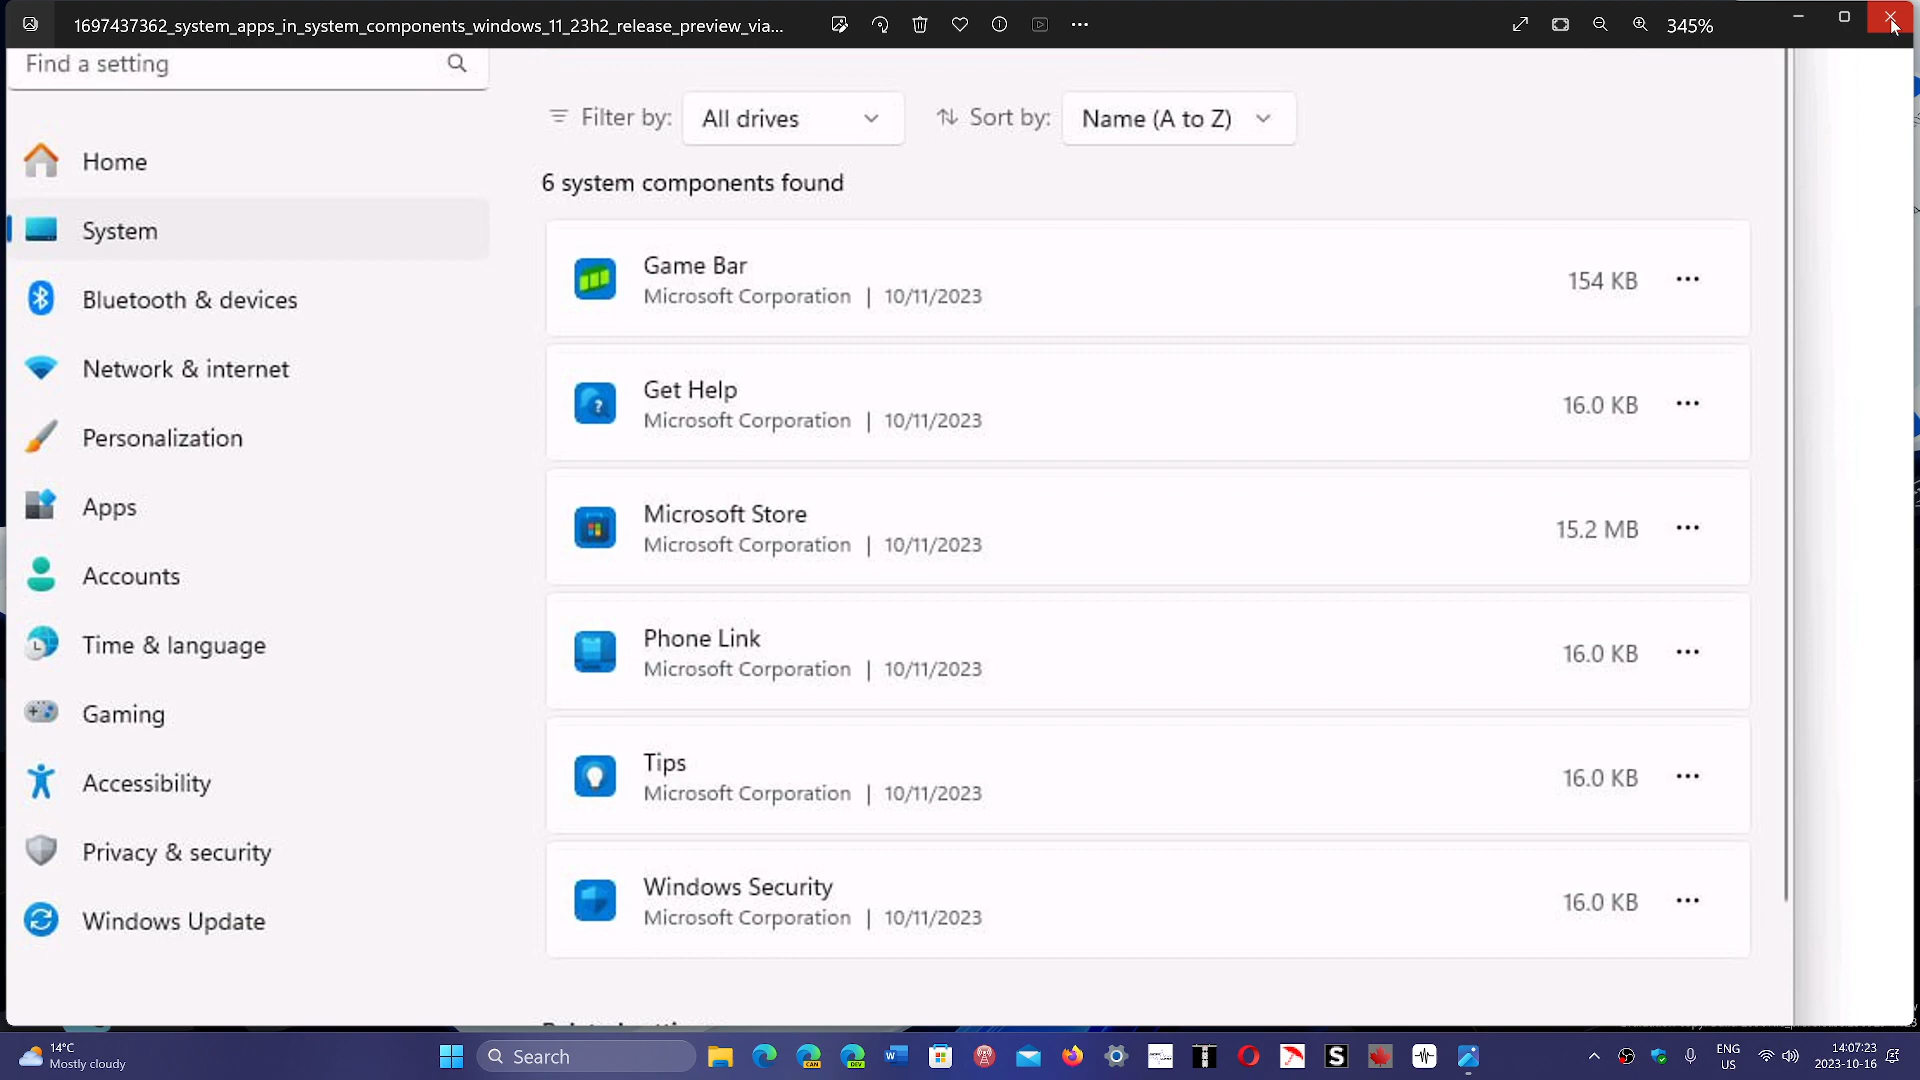 1697437362_system_apps_in_system_components_windows_11_23h2_release_preview_via...
345%
Find a setting
Home
System
Bluetooth & devices
Network & internet
Personalization
Apps
Accounts
Time & language
Gaming
Accessibility
Privacy & security
Windows Update
Filter by: All drives Sort by: Name (A to Z)
6 system components found
Game Bar
Microsoft Corporation | 10/11/2023
154 KB
Get Help
Microsoft Corporation | 10/11/2023
16.0 KB
Microsoft Store
Microsoft Corporation | 10/11/2023
15.2 MB
Phone Link
Microsoft Corporation | 10/11/2023
16.0 KB
Tips
Microsoft Corporation | 10/11/2023
16.0 KB
Windows Security
Microsoft Corporation | 10/11/2023
16.0 KB
14°C
Mostly cloudy
Search
CAN
DEV
ENG
US
14:07:23
2023-10-16